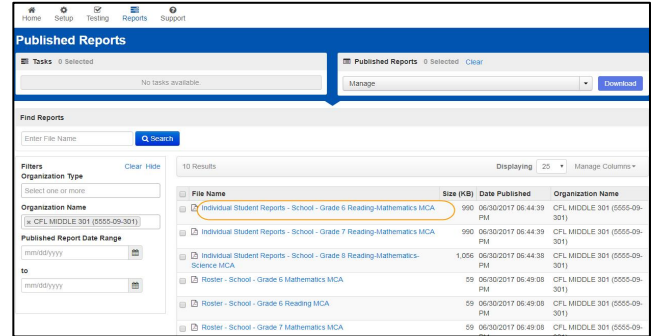 Home Setup Testing Reports Support
Published Reports
Tasks 0 Selected
Published Reports 0 Selected Clear
No tasks available
Manage
Download
Find Reports
Enter File Name
Search
Filters Clear Hide
Organization Type
Select one or more
Organization Name
× CFL MIDDLE 301 (5555-09-301)
Published Report Date Range
mm/dd/yyyy
to
mm/dd/yyyy
10 Results Displaying 25 Manage Columns
File Name Size (KB) Date Published Organization Name
Individual Student Reports - School - Grade 6 Reading-Mathematics MCA 990 06/30/2017 06:44:39 CFL MIDDLE 301 (5555-09-
PM 301)
Individual Student Reports - School - Grade 7 Reading-Mathematics MCA 990 06/30/2017 06:44:39 CFL MIDDLE 301 (5555-09-
PM 301)
Individual Student Reports - School - Grade 8 Reading-Mathematics- 1,056 06/30/2017 06:44:38 CFL MIDDLE 301 (5555-09-
Science MCA PM 301)
Roster - School - Grade 6 Mathematics MCA 59 06/30/2017 06:49:08 CFL MIDDLE 301 (5555-09-
PM 301)
Roster - School - Grade 6 Reading MCA 59 06/30/2017 06:49:08 CFL MIDDLE 301 (5555-09-
PM 301)
Roster - School - Grade 7 Mathematics MCA 59 06/30/2017 06:49:08 CFL MIDDLE 301 (5555-09-